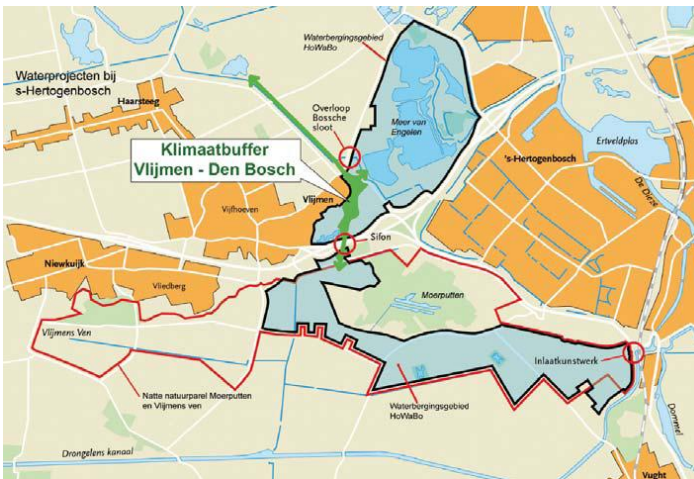 Waterprojecten bij
s-Hertogenbosch
Haarsteeg
Waterbergingsgebied
HoWaBo
Overloop
Bossche
sloot
Meer van
Engelen
Klimaatbuffer
Vlijmen - Den Bosch
Ertveldplas
's-Hertogenbosch
De Dieze
Vijfhoeven
Vlijmen
Sifon
Niewkuijk
Vliedberg
Moerputten
Vlijmens Ven
Inlaatkunstwerk
Natte natuurparel Moerputten
en Vlijmens ven
Waterbergingsgebied
HoWaBo
Dommel
Drongelens kanaal
Vught